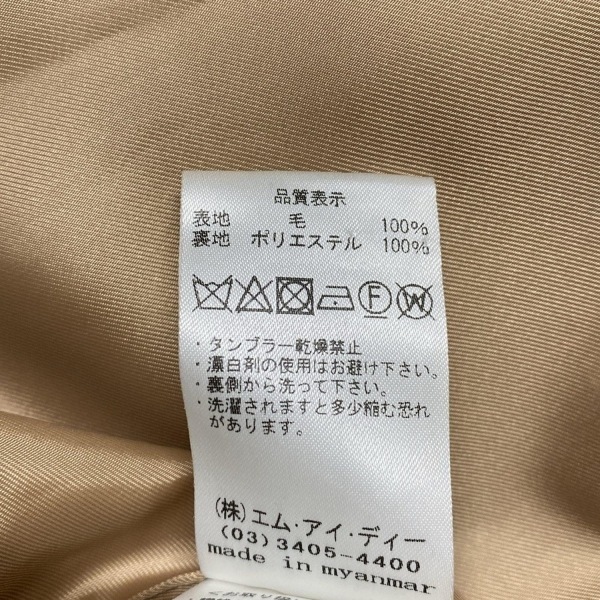 品質表示
表地 毛 100%
裏地 ポリエステル 100%
・タンブラー乾燥禁止
・漂白剤の使用はお避け下さい。
・裏側から洗って下さい。
・洗濯されますと多少縮む恐れ
があります。
(株)エム・アイ・ディー
(03)3405-4400
made in myanmar